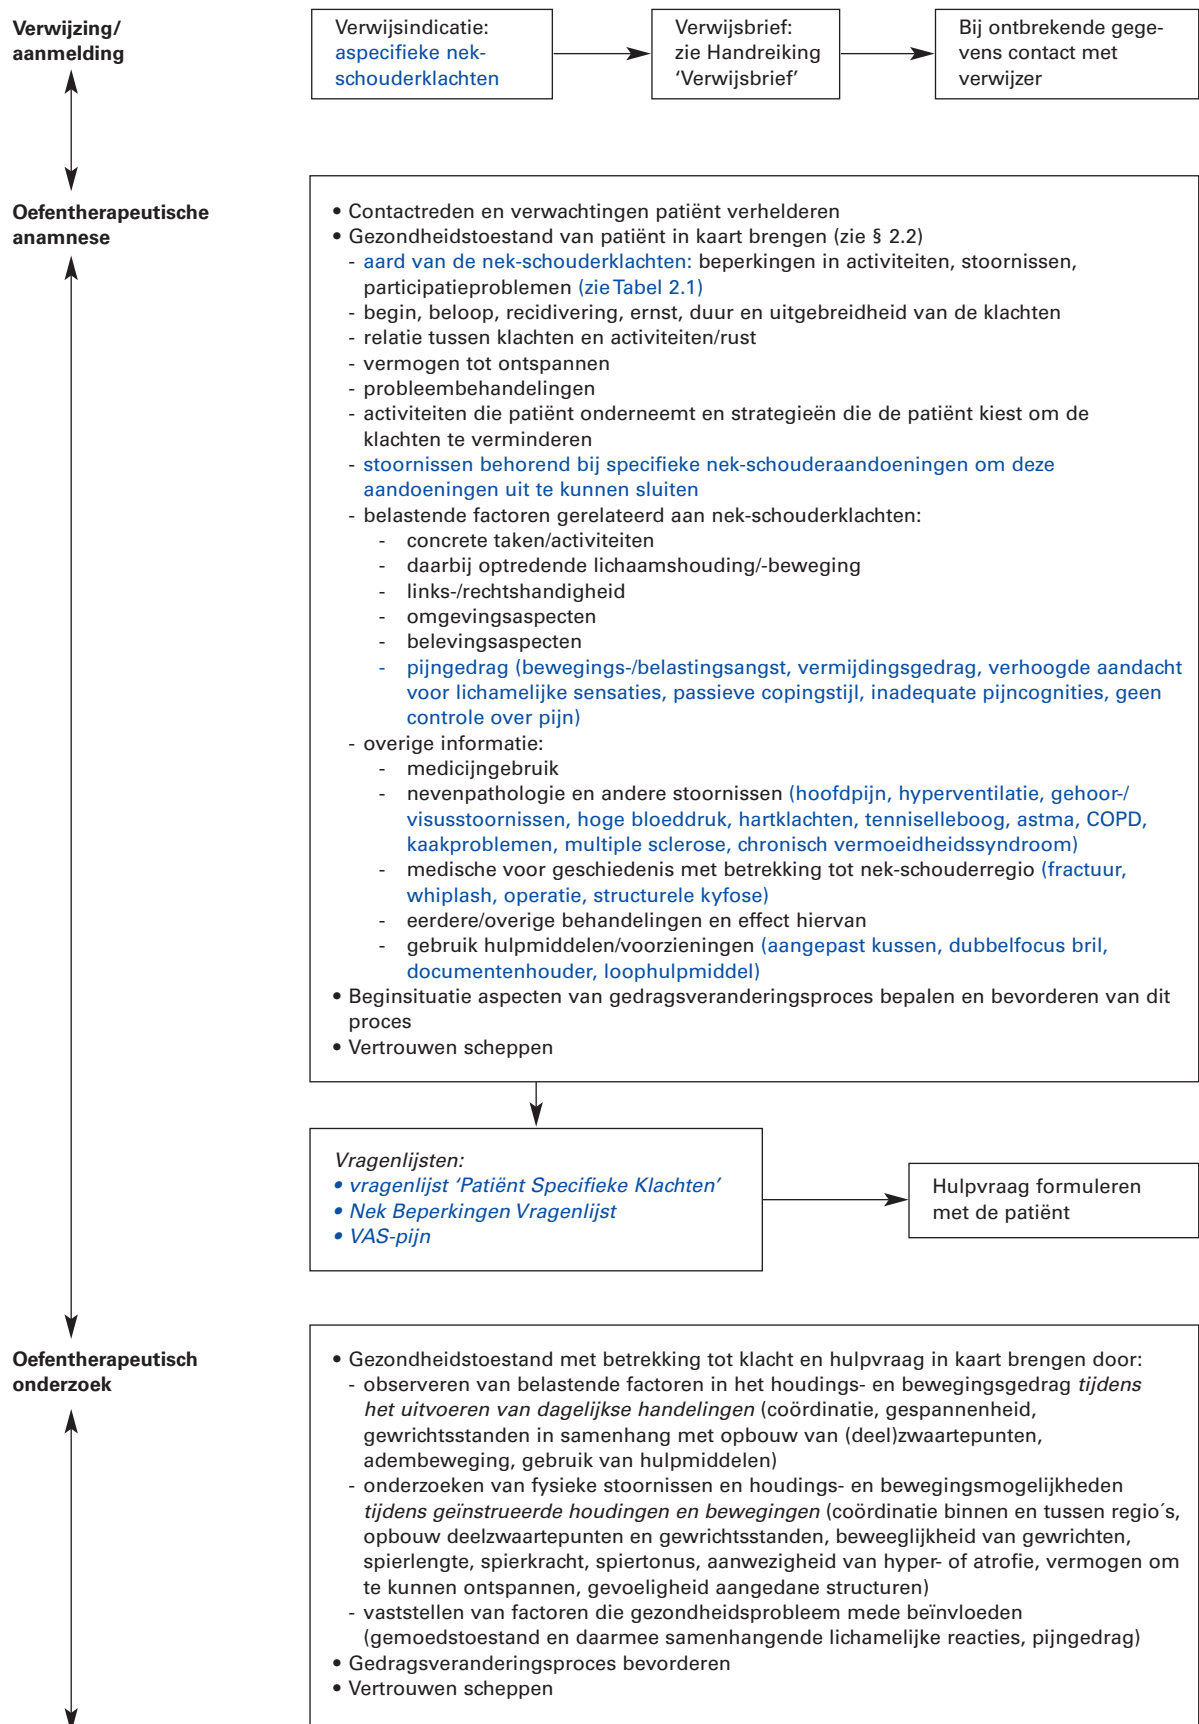 Verwijzing/
aanmelding
Verwijsindicatie:
aspecifieke nek-
schouderklachten
Verwijsbrief:
zie Handreiking
‘Verwijsbrief’
Bij ontbrekende gege-
vens contact met
verwijzer
Oefentherapeutische
anamnese
• Contactreden en verwachtingen patiënt verhelderen
• Gezondheidstoestand van patiënt in kaart brengen (zie § 2.2)
- aard van de nek-schouderklachten: beperkingen in activiteiten, stoornissen,
participatieproblemen (zie Tabel 2.1)
- begin, beloop, recidivering, ernst, duur en uitgebreidheid van de klachten
- relatie tussen klachten en activiteiten/rust
- vermogen tot ontspannen
- probleembehandelingen
- activiteiten die patiënt onderneemt en strategieën die de patiënt kiest om de
klachten te verminderen
- stoornissen behorend bij specifieke nek-schouderaandoeningen om deze
aandoeningen uit te kunnen sluiten
- belastende factoren gerelateerd aan nek-schouderklachten:
- concrete taken/activiteiten
- daarbij optredende lichaamshouding/-beweging
- links-/rechtshandigheid
- omgevingsaspecten
- belevingsaspecten
- pijngedrag (bewegings-/belastingsangst, vermijdingsgedrag, verhoogde aandacht
voor lichamelijke sensaties, passieve copingstijl, inadequate pijncognities, geen
controle over pijn)
- overige informatie:
- medicijngebruik
- nevenpathologie en andere stoornissen (hoofdpijn, hyperventilatie, gehoor-/
visusstoornissen, hoge bloeddruk, hartklachten, tenniselleboog, astma, COPD,
kaakproblemen, multiple sclerose, chronisch vermoeidheidssyndroom)
- medische voor geschiedenis met betrekking tot nek-schouderregio (fractuur,
whiplash, operatie, structurele kyfose)
- eerdere/overige behandelingen en effect hiervan
- gebruik hulpmiddelen/voorzieningen (aangepast kussen, dubbelfocus bril,
documentenhouder, loophulpmiddel)
• Beginsituatie aspecten van gedragsveranderingsproces bepalen en bevorderen van dit
proces
• Vertrouwen scheppen
Vragenlijsten:
• vragenlijst ‘Patiënt Specifieke Klachten’
• Nek Beperkingen Vragenlijst
• VAS-pijn
Hulpvraag formuleren
met de patiënt
Oefentherapeutisch
onderzoek
• Gezondheidstoestand met betrekking tot klacht en hulpvraag in kaart brengen door:
- observeren van belastende factoren in het houdings- en bewegingsgedrag tijdens
het uitvoeren van dagelijkse handelingen (coördinatie, gespannenheid,
gewrichtsstanden in samenhang met opbouw van (deel)zwaartepunten,
adembeweging, gebruik van hulpmiddelen)
- onderzoeken van fysieke stoornissen en houdings- en bewegingsmogelijkheden
tijdens geïnstrueerde houdingen en bewegingen (coördinatie binnen en tussen regio´s,
opbouw deelzwaartepunten en gewrichtsstanden, beweeglijkheid van gewrichten,
spierlengte, spierkracht, spiertonus, aanwezigheid van hyper- of atrofie, vermogen om
te kunnen ontspannen, gevoeligheid aangedane structuren)
- vaststellen van factoren die gezondheidsprobleem mede beïnvloeden
(gemoedstoestand en daarmee samenhangende lichamelijke reacties, pijngedrag)
• Gedragsveranderingsproces bevorderen
• Vertrouwen scheppen